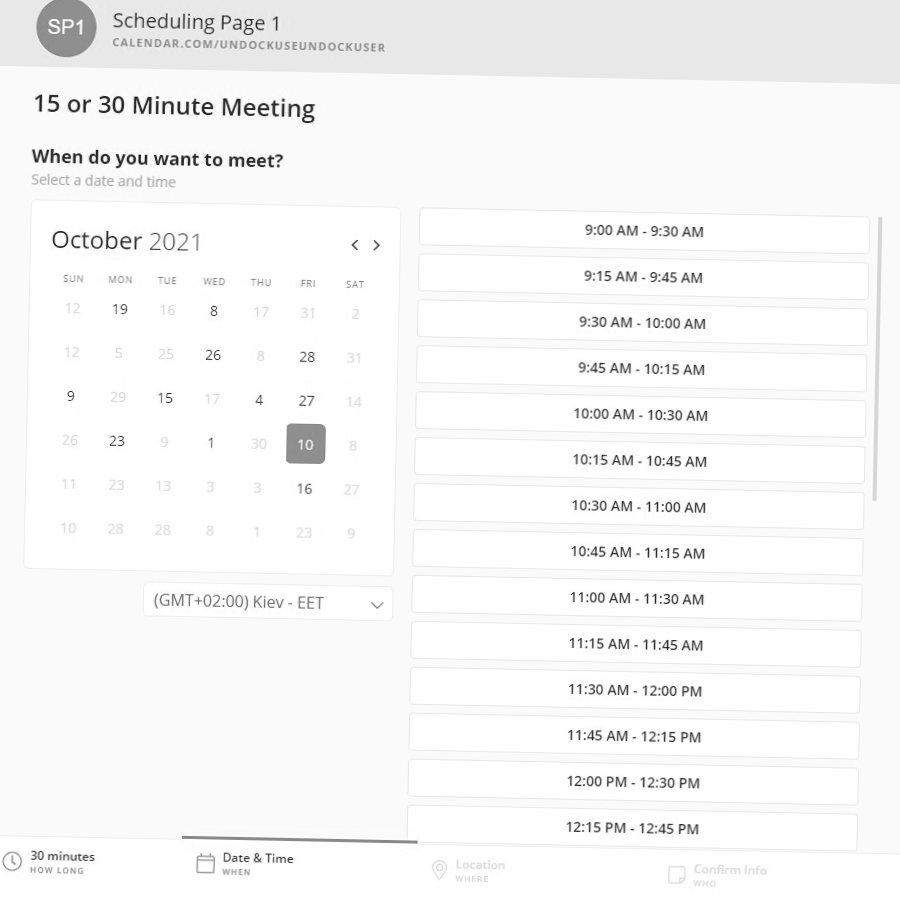 SP1
Scheduling Page 1
CALENDAR.COM/UNDOCKUSEUNDOCKUSER
15 or 30 Minute Meeting
When do you want to meet?
Select a date and time
October 2021
SUN MON TUE WED THU FRI SAT
12 19 16 8 17 31 2
12 5 25 26 8 28 31
9 29 15 17 4 27 14
26 23 9 1 30 10 8
11 23 13 3 3 16 27
10 28 28 8 1 23 9
(GMT+02:00) Kiev - EET
9:00 AM - 9:30 AM
9:15 AM - 9:45 AM
9:30 AM - 10:00 AM
9:45 AM - 10:15 AM
10:00 AM - 10:30 AM
10:15 AM - 10:45 AM
10:30 AM - 11:00 AM
10:45 AM - 11:15 AM
11:00 AM - 11:30 AM
11:15 AM - 11:45 AM
11:30 AM - 12:00 PM
11:45 AM - 12:15 PM
12:00 PM - 12:30 PM
12:15 PM - 12:45 PM
30 minutes
HOW LONG
Date & Time
WHEN
Location
WHERE
Confirm Info
WHO